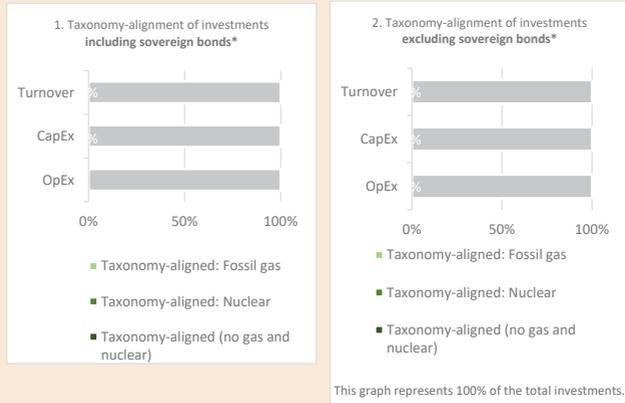 1. Taxonomy-alignment of investments
including sovereign bonds*
Turnover
%
CapEx
%
OpEx
0%
50%
100%
Taxonomy-aligned: Fossil gas
Taxonomy-aligned: Nuclear
Taxonomy-aligned (no gas and
nuclear)
2. Taxonomy-alignment of investments
excluding sovereign bonds*
Turnover
%
CapEx
%
OpEx
%
0%
50%
100%
Taxonomy-aligned: Fossil gas
Taxonomy-aligned: Nuclear
Taxonomy-aligned (no gas and
nuclear)
This graph represents 100% of the total investments.